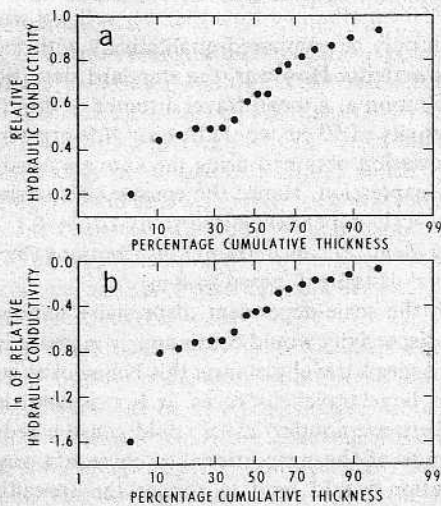 a
1.0
0.8
0.6
0.4
0.2
RELATIVE
HYDRAULIC CONDUCTIVITY
1 10 30 50 70 90 99
PERCENTAGE CUMULATIVE THICKNESS
b
0.0
-0.4
-0.8
-1.6
ln OF RELATIVE
HYDRAULIC CONDUCTIVITY
1 10 30 50 70 90 99
PERCENTAGE CUMULATIVE THICKNESS